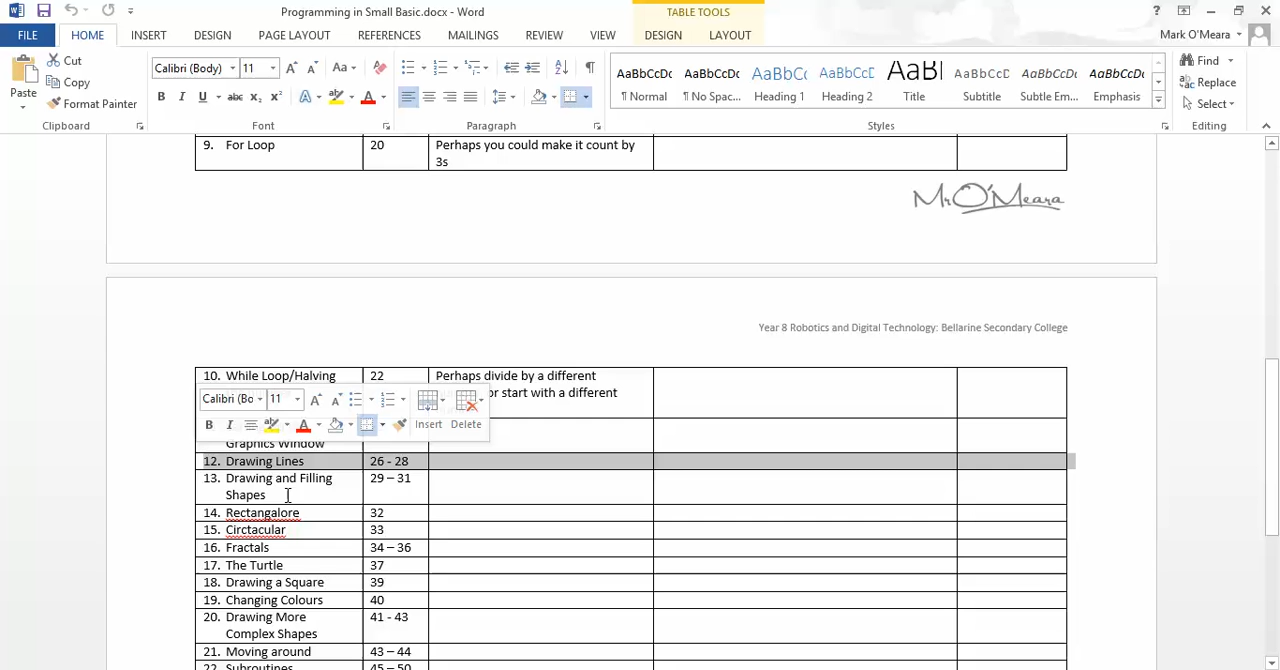 Programming in Small Basic.docx - Word
TABLE TOOLS
FILE HOME INSERT DESIGN PAGE LAYOUT REFERENCES MAILINGS REVIEW VIEW DESIGN LAYOUT Mark O'Meara
Paste
Cut
Copy
Format Painter
Clipboard
Calibri (Body) 11
Font
Paragraph
AaBbCcDc AaBbCcDc AaBbCc AaBbCcD AaBl AaBbCcD AaBbCcDc AaBbCcDc
¶ Normal ¶ No Spac... Heading 1 Heading 2 Title Subtitle Subtle Em... Emphasis
Styles
Find
Replace
Select
Editing
9. For Loop 20 Perhaps you could make it count by
3s
Mr O'Meara
Year 8 Robotics and Digital Technology: Bellarine Secondary College
10. While Loop/Halving 22 Perhaps divide by a different
or start with a different
Calibri (Bo 11
Insert Delete
Graphics Window
12. Drawing Lines 26 - 28
13. Drawing and Filling 29 – 31
Shapes
14. Rectangalore 32
15. Circtacular 33
16. Fractals 34 – 36
17. The Turtle 37
18. Drawing a Square 39
19. Changing Colours 40
20. Drawing More 41 - 43
Complex Shapes
21. Moving around 43 – 44
22. Subroutines 45 – 50